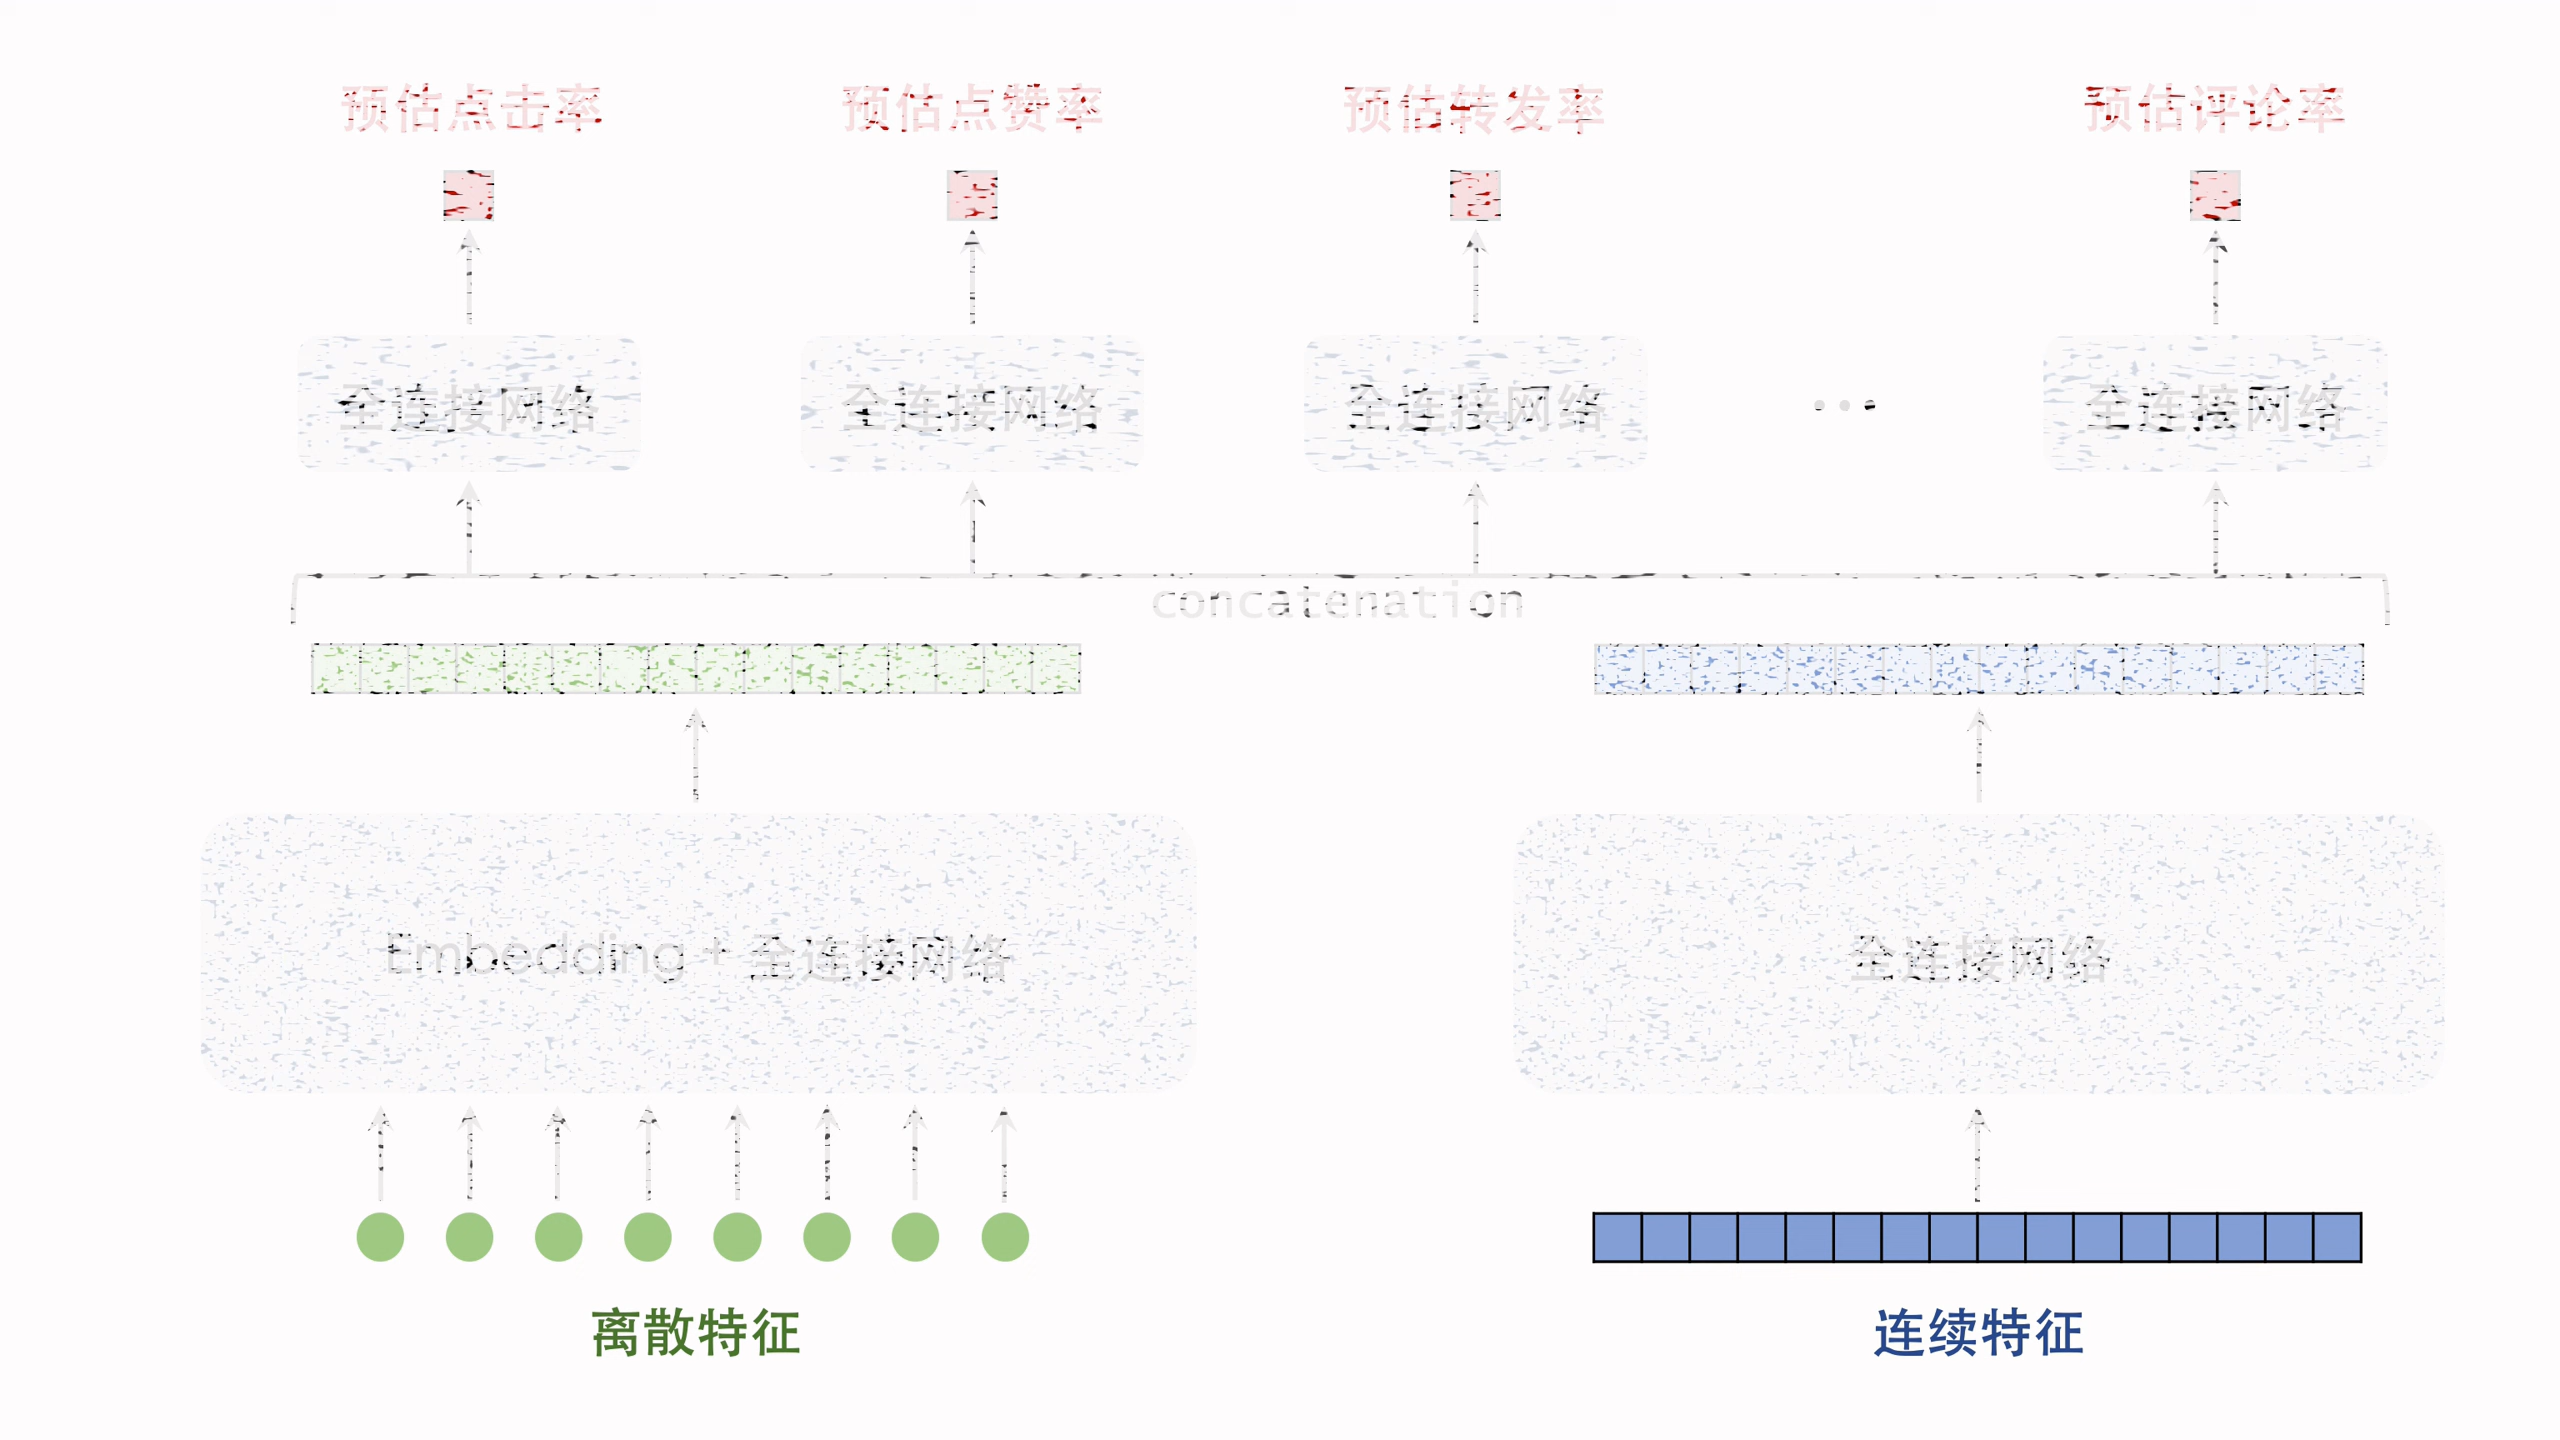 预估点击率 预估点赞率 预估转发率 预估评论率
全连接网络 全连接网络 全连接网络 ... 全连接网络
concatenation
Embedding + 全连接网络 全连接网络
离散特征 连续特征